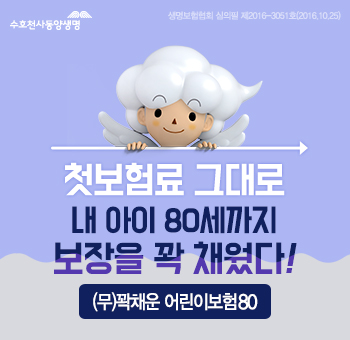 수호천사동양생명
생명보험협회 심의필 제2016-3051호(2016.10.25)
첫보험료 그대로
내 아이 80세까지
보장을 꽉 채웠다!
(무)꽉채운 어린이보험80